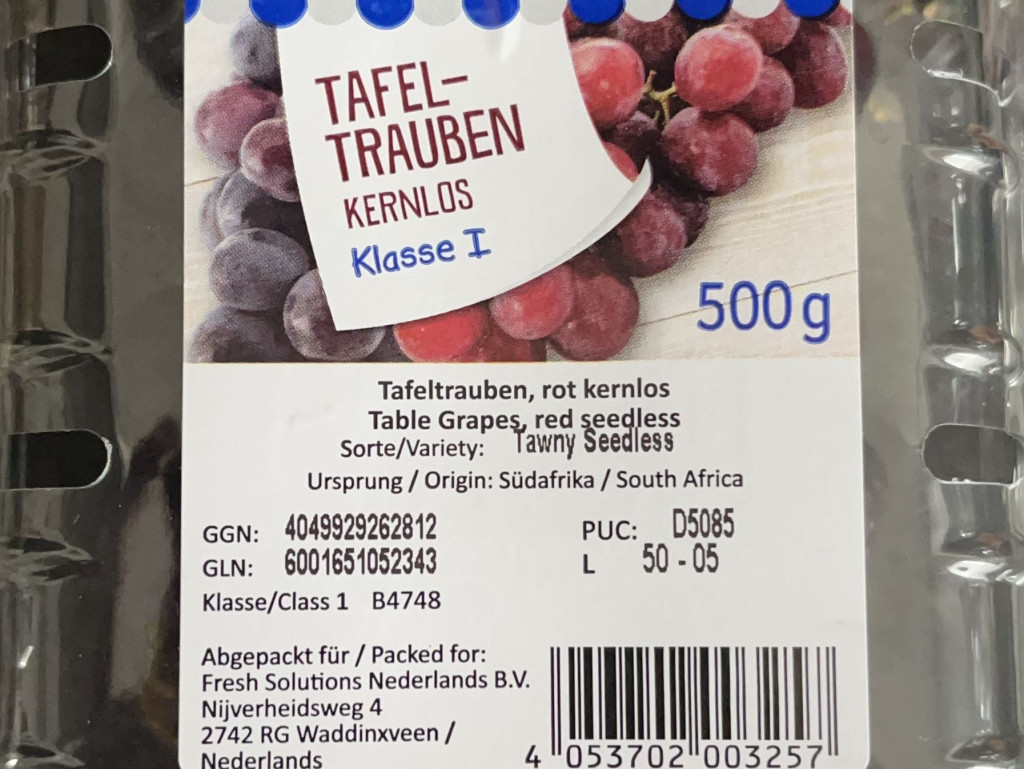 TAFEL-
TRAUBEN
KERNLOS
Klasse I
500 g
Tafeltrauben, rot kernlos
Table Grapes, red seedless
Sorte/Variety: Tawny Seedless
Ursprung / Origin: Südafrika / South Africa
GGN: 4049929262812 PUC: D5085
GLN: 6001651052343 L 50 - 05
Klasse/Class 1 B4748
Abgepackt für / Packed for:
Fresh Solutions Nederlands B.V.
Nijverheidsweg 4
2742 RG Waddinxveen /
Nederlands
4 053702 003257